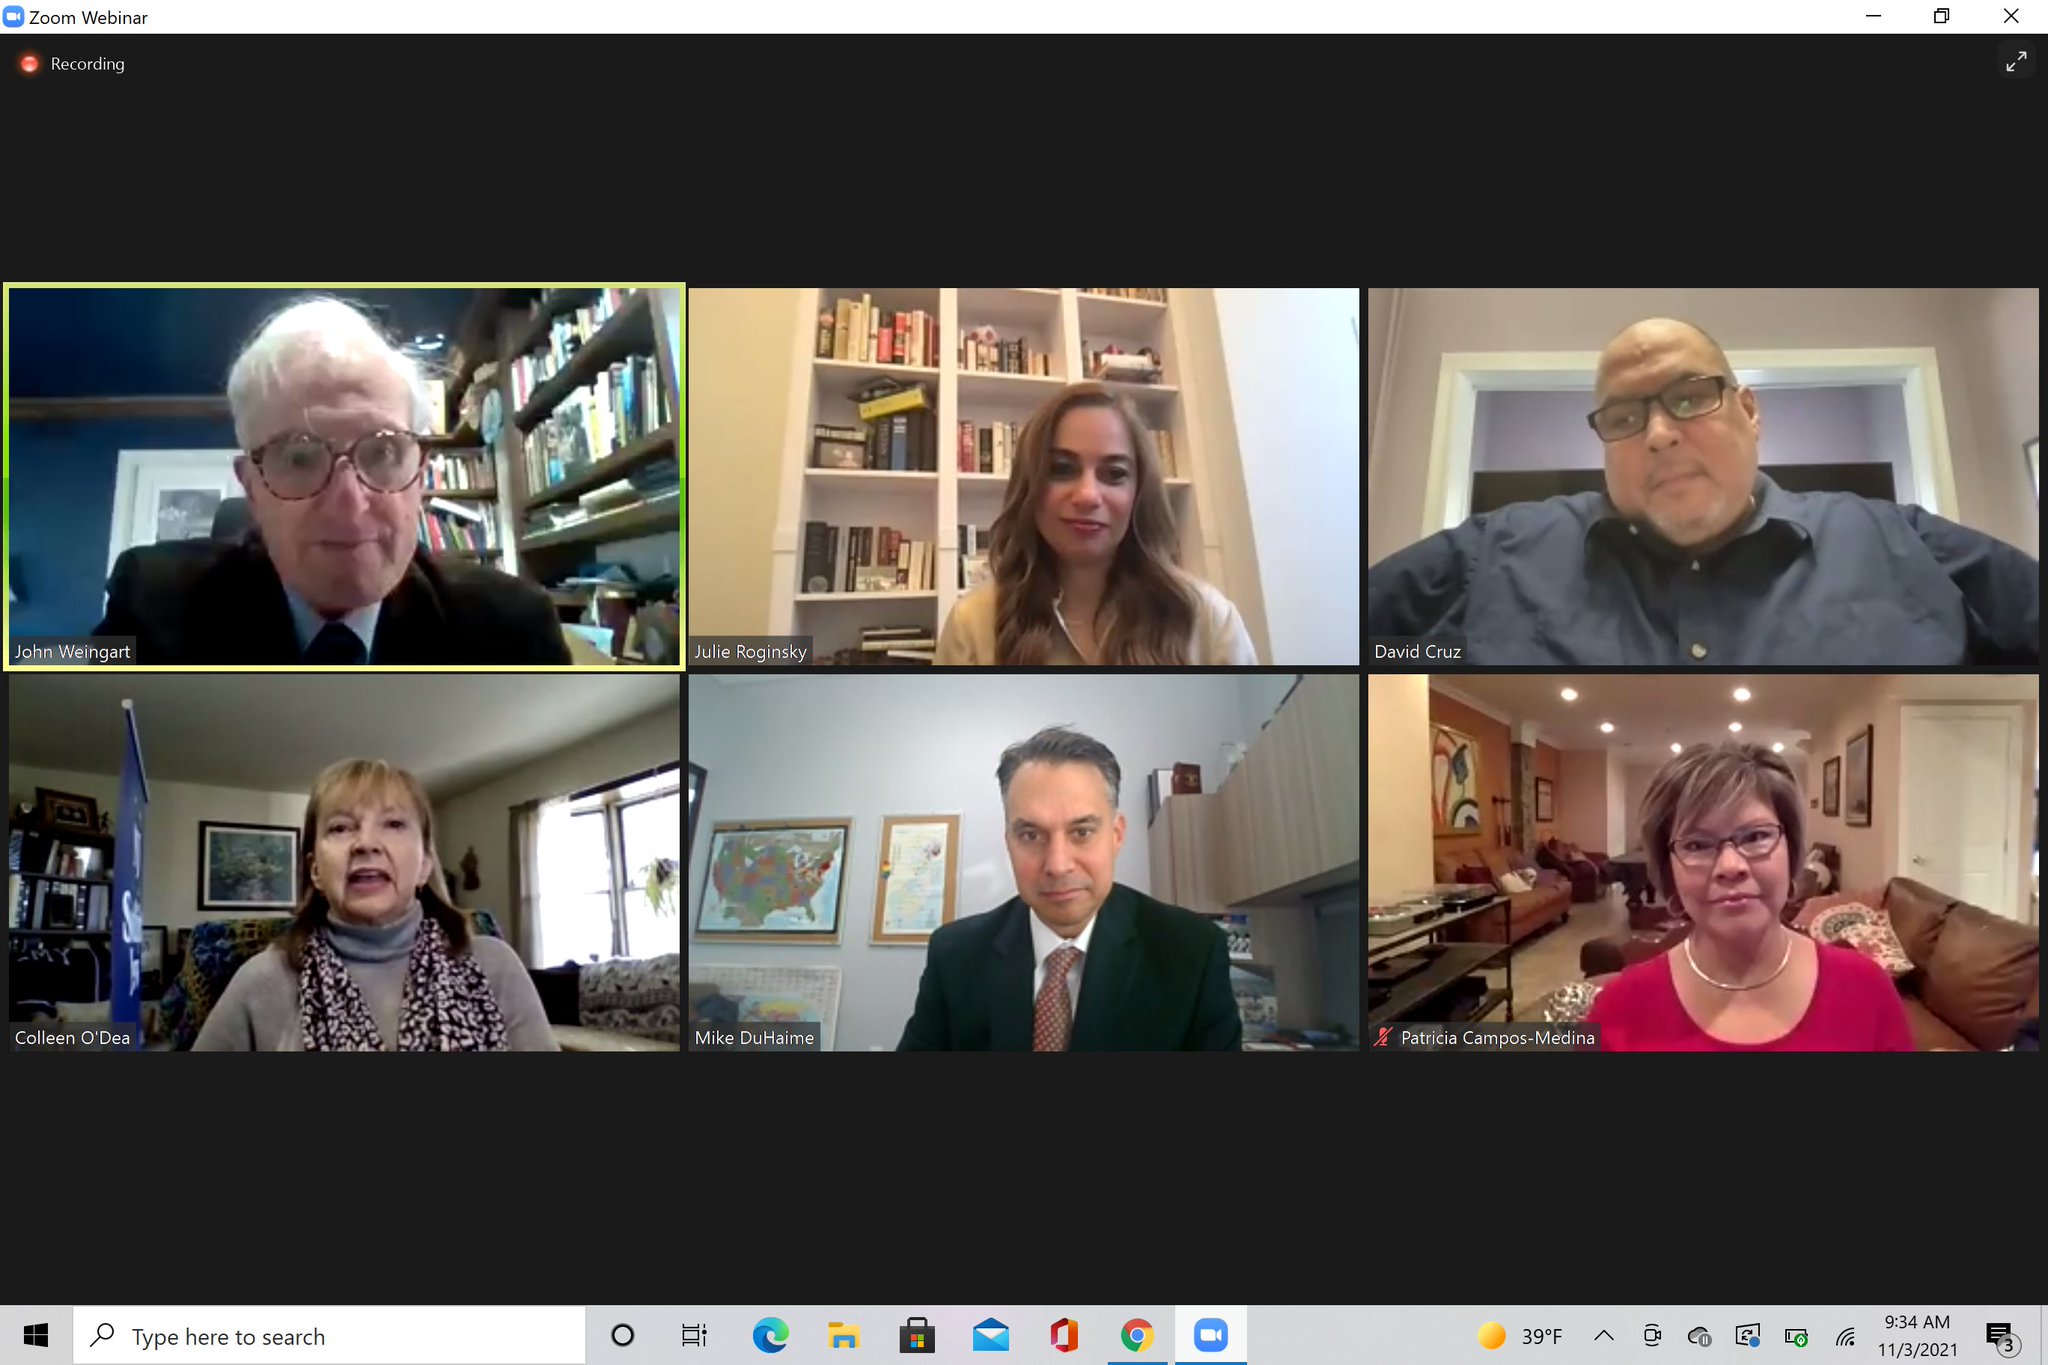 Zoom Webinar
Recording
John Weingart
Julie Roginsky
David Cruz
Colleen O'Dea
Mike DuHaime
Patricia Campos-Medina
Type here to search
39°F
9:34 AM
11/3/2021
3